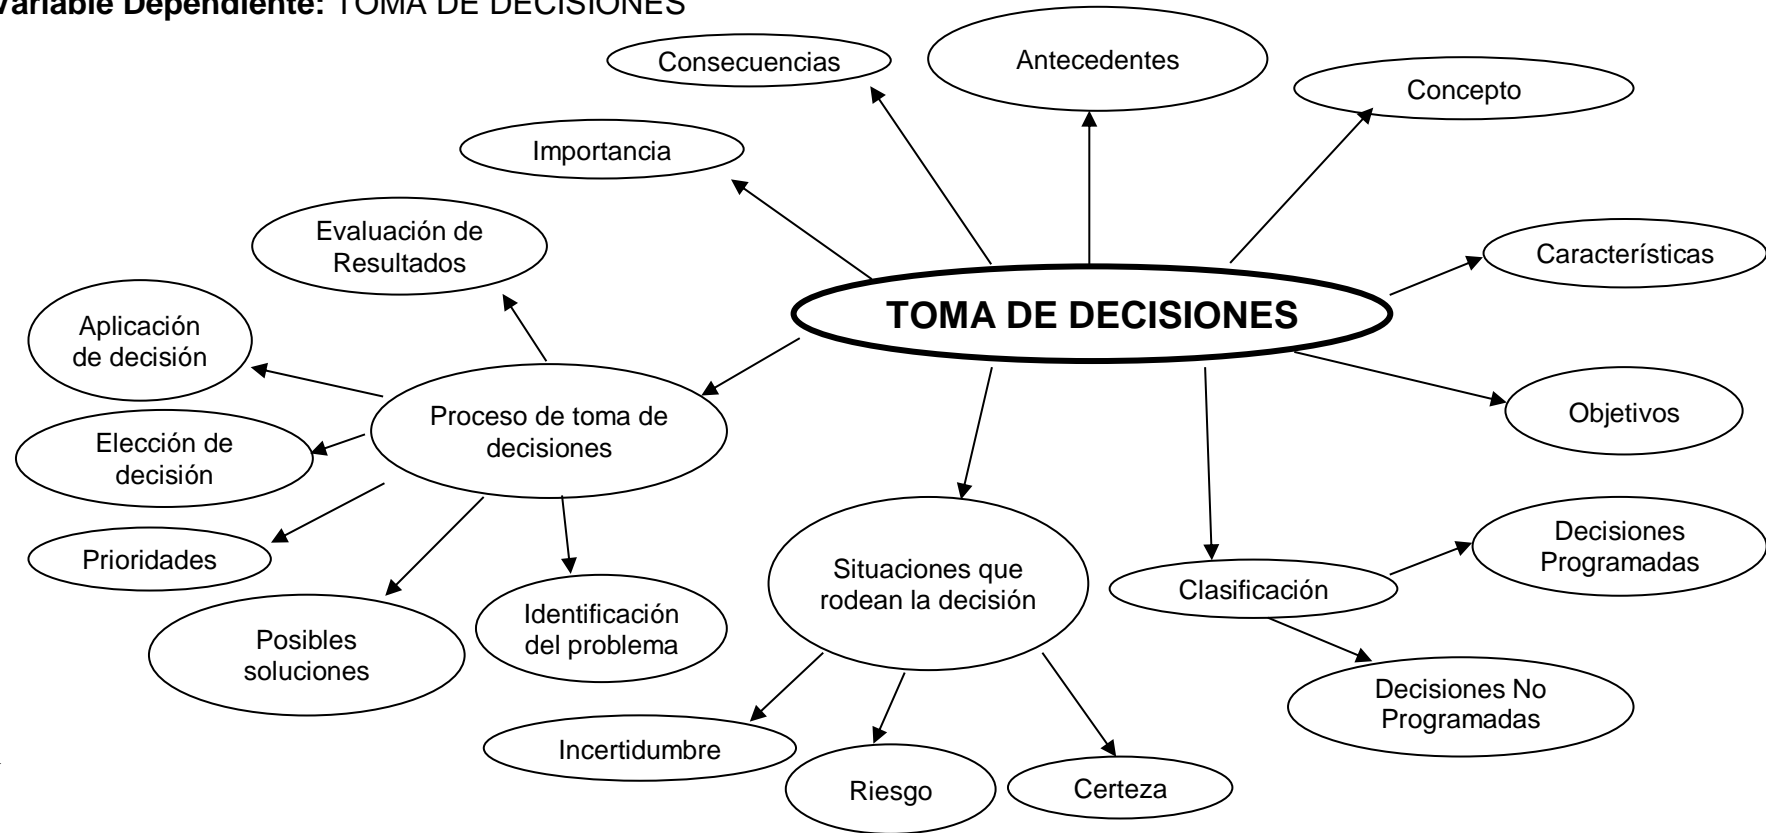 Variable Dependiente: TOMA DE DECISIONES
Consecuencias
Antecedentes
Concepto
Importancia
Evaluación de
Resultados
Características
TOMA DE DECISIONES
Aplicación
de decisión
Proceso de toma de
decisiones
Objetivos
Elección de
decisión
Prioridades
Posibles
soluciones
Identificación
del problema
Situaciones que
rodean la decisión
Clasificación
Decisiones
Programadas
Decisiones No
Programadas
Incertidumbre
Riesgo
Certeza